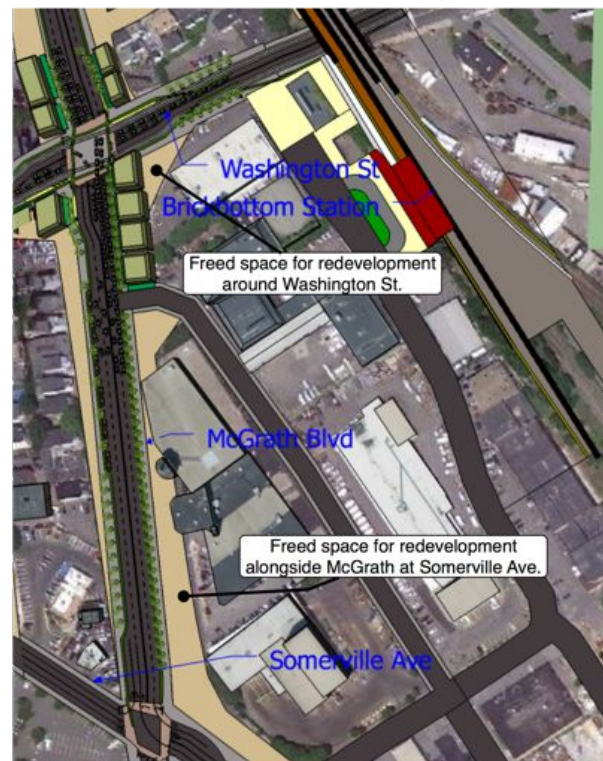 Washington St
Brickbottom Station
Freed space for redevelopment
around Washington St.
McGrath Blvd
Freed space for redevelopment
alongside McGrath at Somerville Ave.
Somerville Ave